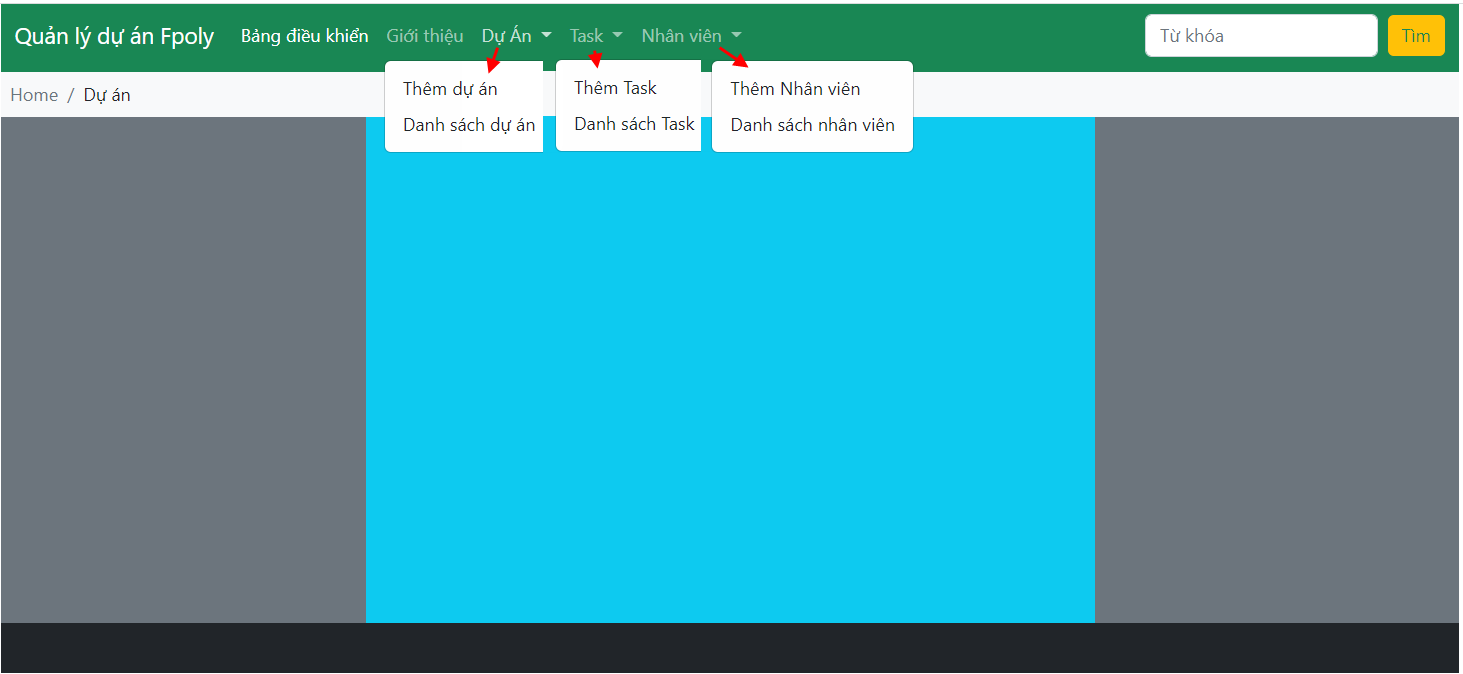 Quản lý dự án Fpoly Bảng điều khiển Giới thiệu Dự Án Task Nhân viên Từ khóa Tìm
Home / Dự án
Thêm dự án
Danh sách dự án
Thêm Task
Danh sách Task
Thêm Nhân viên
Danh sách nhân viên